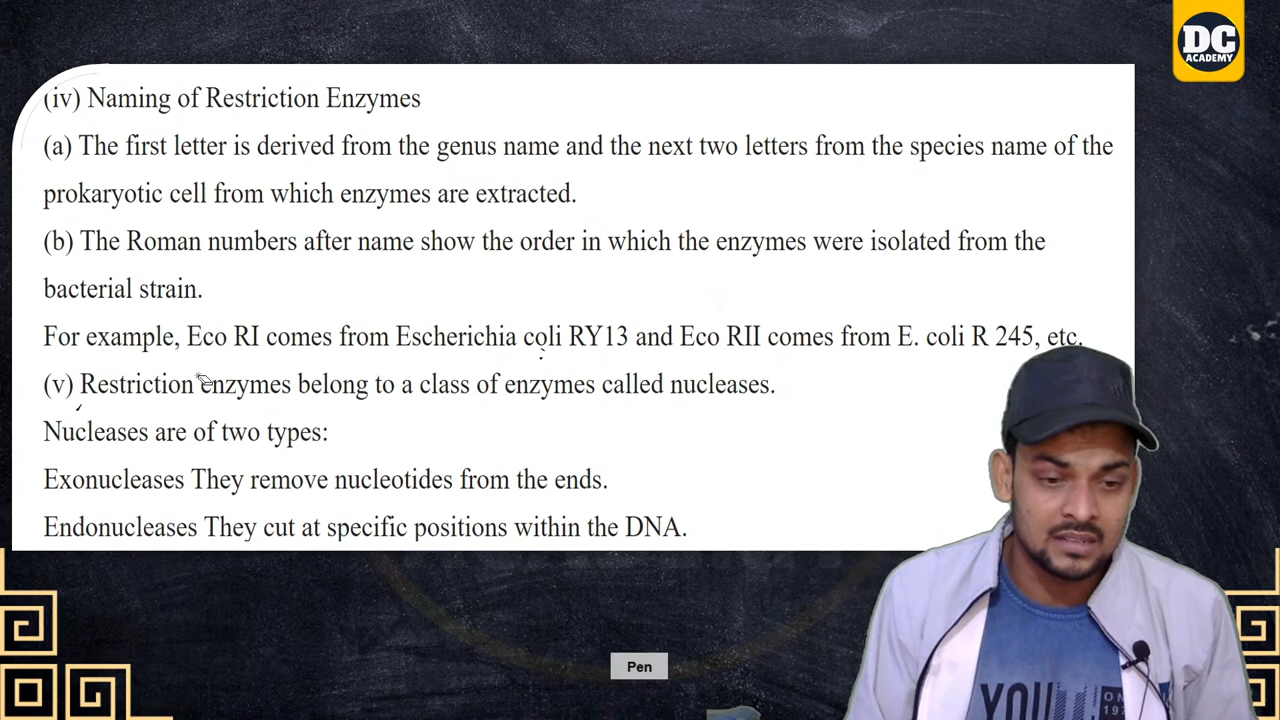 DC
ACADEMY
(iv) Naming of Restriction Enzymes
(a) The first letter is derived from the genus name and the next two letters from the species name of the
prokaryotic cell from which enzymes are extracted.
(b) The Roman numbers after name show the order in which the enzymes were isolated from the
bacterial strain.
For example, Eco RI comes from Escherichia coli RY13 and Eco RII comes from E. coli R 245, etc.
(v) Restriction enzymes belong to a class of enzymes called nucleases.
Nucleases are of two types:
Exonucleases They remove nucleotides from the ends.
Endonucleases They cut at specific positions within the DNA.
Pen
YOU